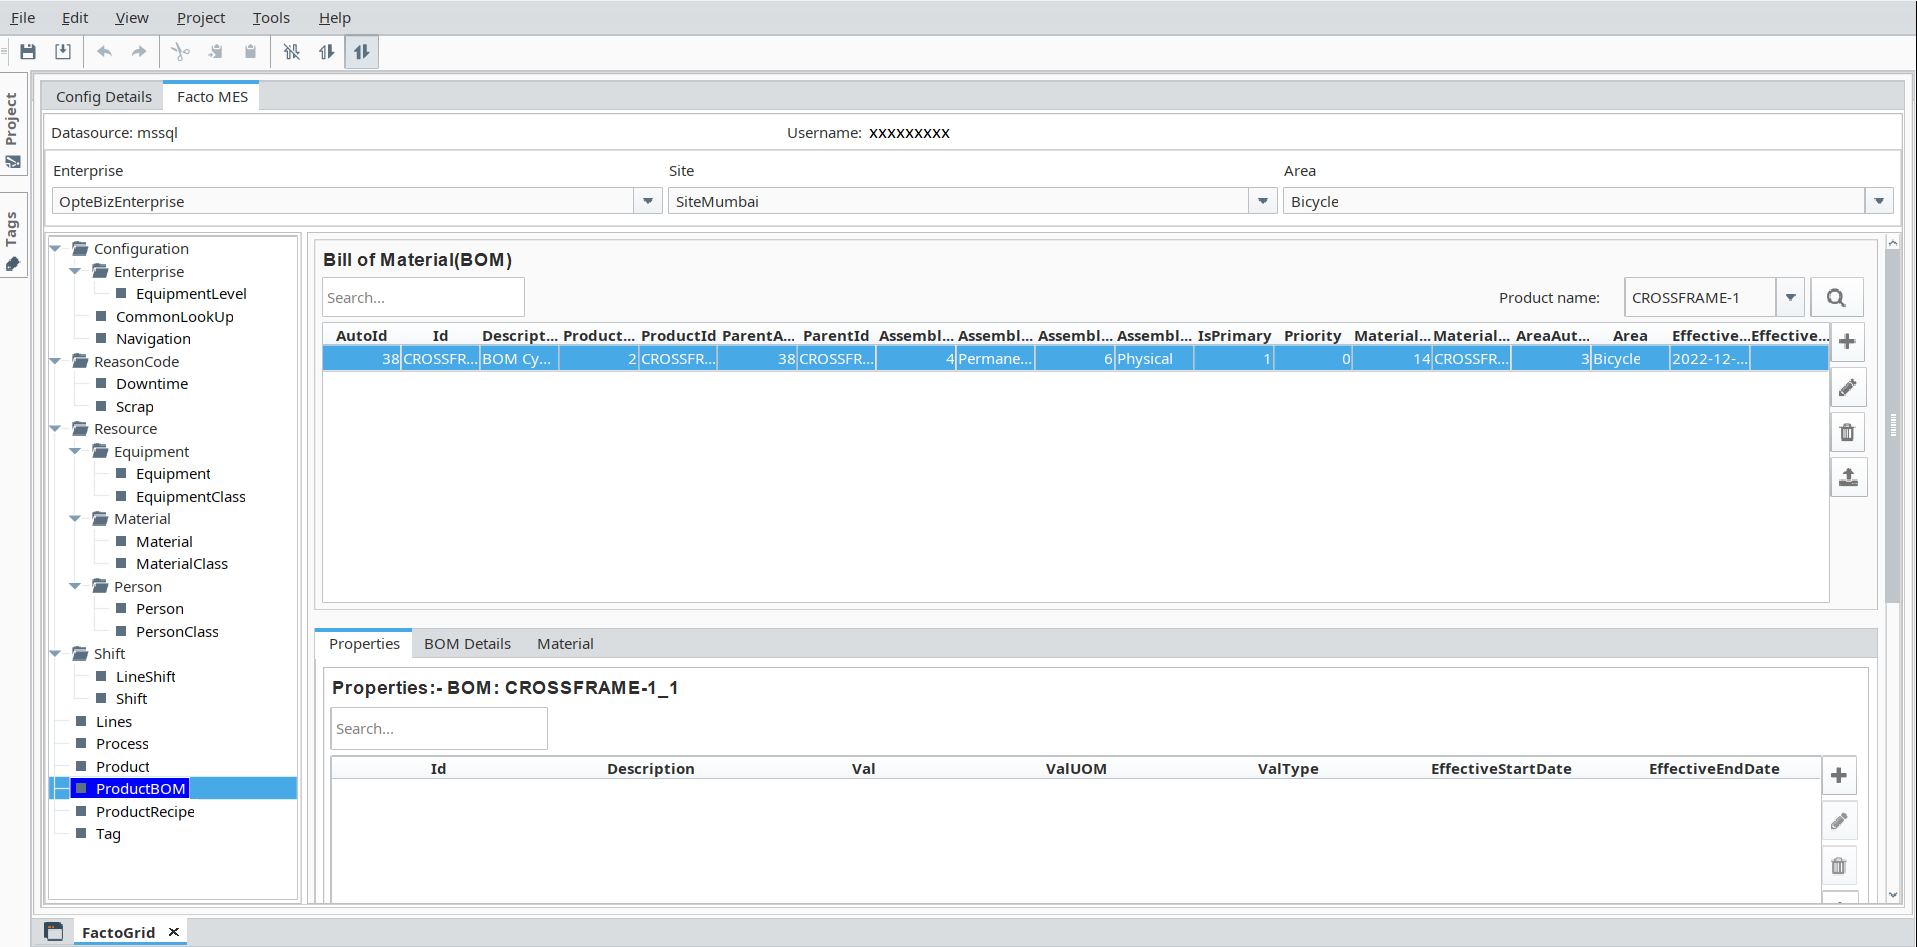 File Edit View Project Tools Help
Project
Tags
Config Details Facto MES
Datasource: mssql Username: xxxxxxxxx
Enterprise Site Area
OpteBizEnterprise SiteMumbai Bicycle
Configuration
Enterprise
EquipmentLevel
CommonLookUp
Navigation
ReasonCode
Downtime
Scrap
Resource
Equipment
Equipment
EquipmentClass
Material
Material
MaterialClass
Person
Person
PersonClass
Shift
LineShift
Shift
Lines
Process
Product
ProductBOM
ProductRecipe
Tag
Bill of Material(BOM)
Search... Product name: CROSSFRAME-1
AutoId Id Descript... Product... ProductId ParentA... ParentId Assembl... Assembl... Assembl... Assembl... IsPrimary Priority Material... Material... AreaAut... Area Effective... Effective...
38 CROSSFR... BOM Cy... 2 CROSSFR... 38 CROSSFR... 4 Permane... 6 Physical 1 0 14 CROSSFR... 3 Bicycle 2022-12-...
Properties BOM Details Material
Properties:- BOM: CROSSFRAME-1_1
Search...
Id Description Val ValUOM ValType EffectiveStartDate EffectiveEndDate
FactoGrid